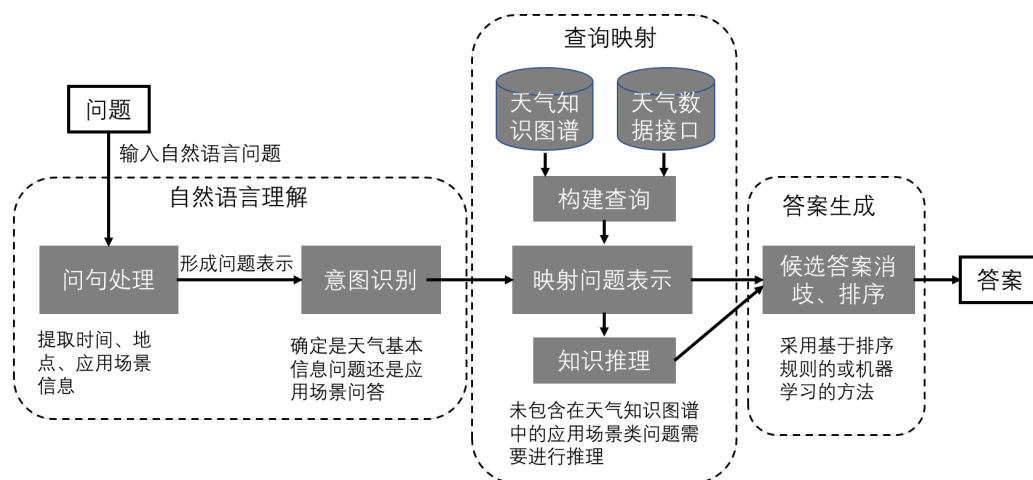 查询映射
天气知
识图谱
天气数
据接口
问题
输入自然语言问题
自然语言理解
构建查询
答案生成
问句处理
形成问题表示
意图识别
映射问题表示
候选答案消
歧、排序
答案
提取时间、地
点、应用场景
信息
确定是天气基本
信息问题还是应
用场景问答
知识推理
采用基于排序
规则的或机器
学习的方法
未包含在天气知识图谱
中的应用场景类问题需
要进行推理